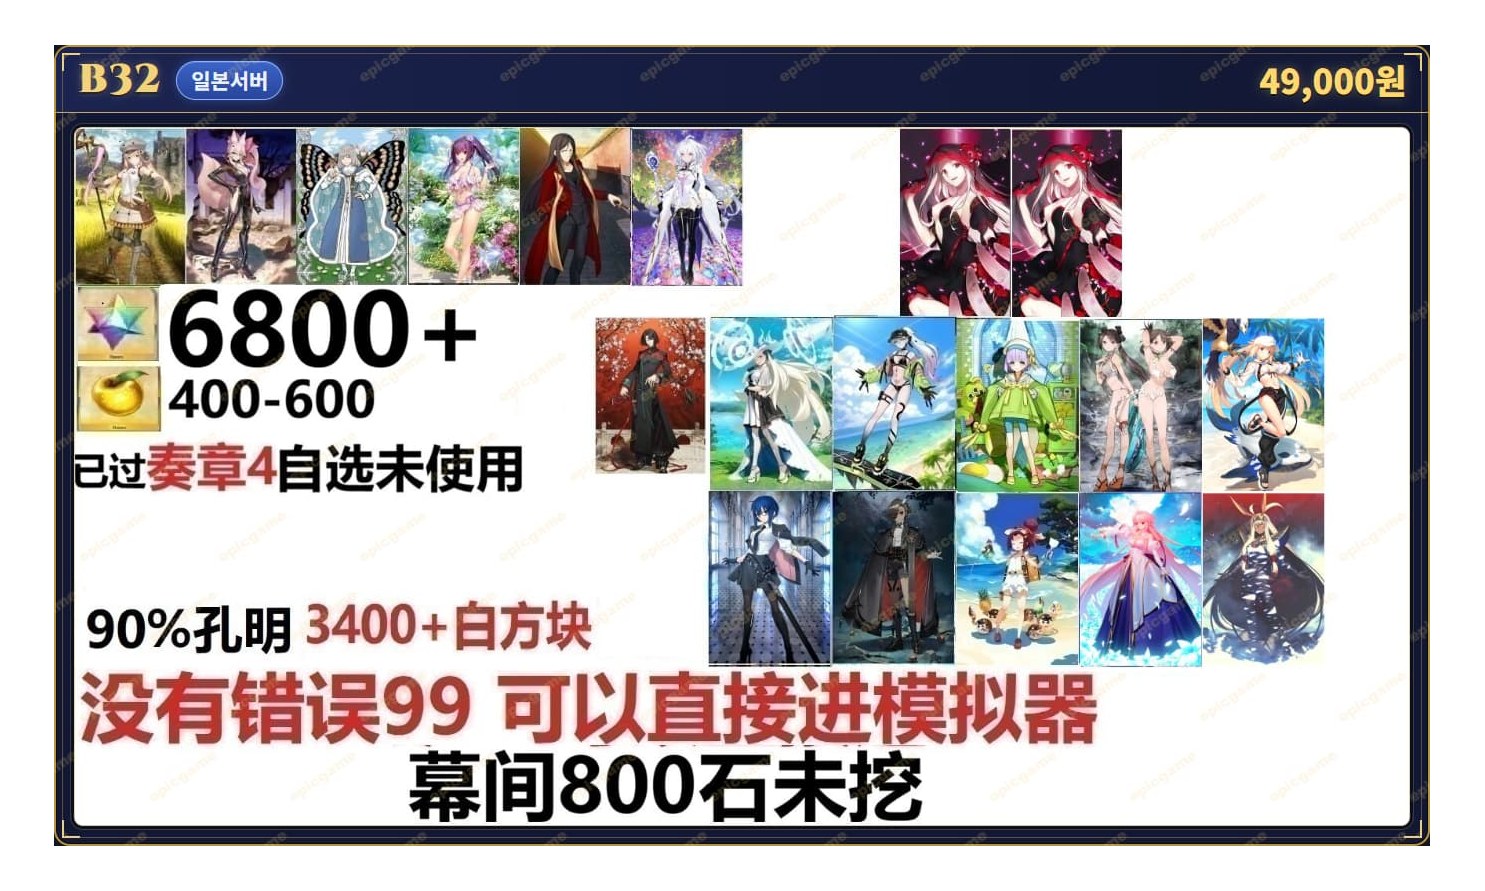 B32 일본서버 49,000원
6800+
400-600
已过奏章4自选未使用
90%孔明 3400+白方块
没有错误99 可以直接进模拟器
幕间800石未挖
epicgame